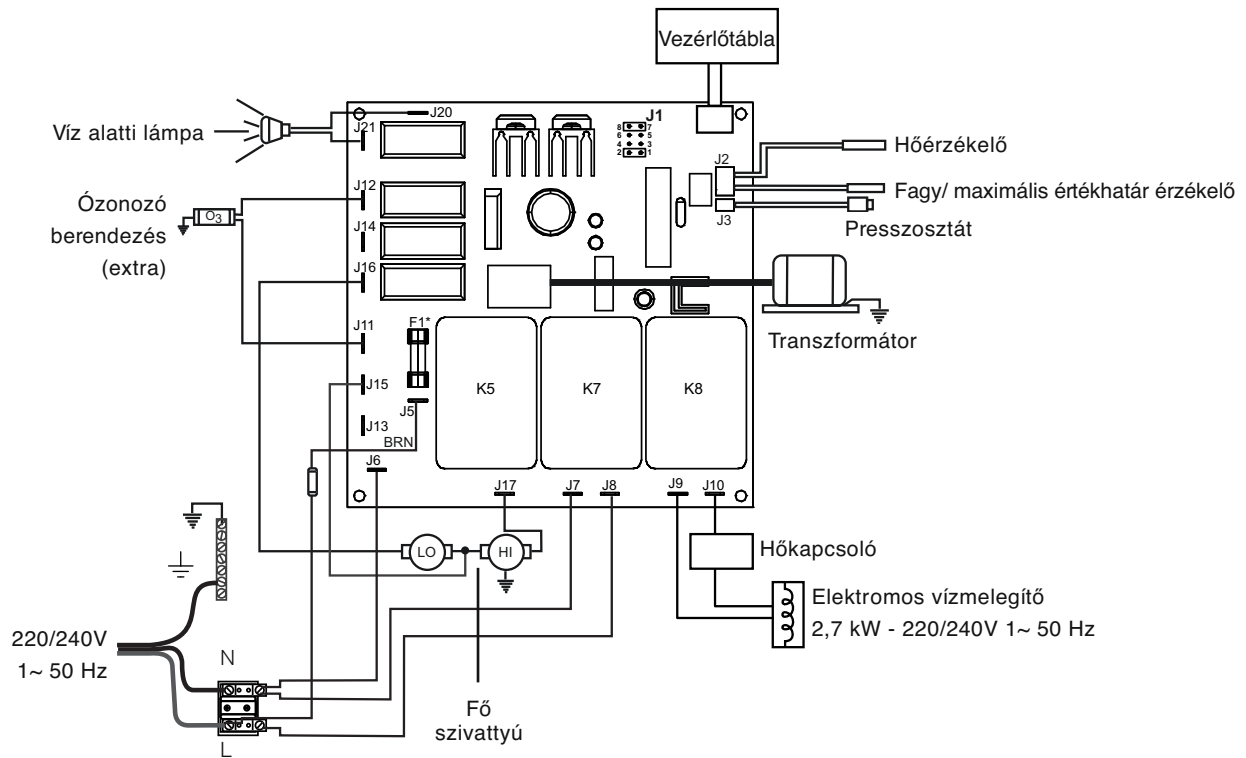 Vezérlőtábla
J20
J1
J21
Víz alatti lámpa
8 7
6 5
4 3
2 1
J2
Hőérzékelő
J12
Fagy/ maximális értékhatár érzékelő
Ózonozó
berendezés
(extra)
O3
J3
Presszosztát
J14
J16
J11
F1*
Transzformátor
J15
K5
K7
K8
J5
J13
BRN
J6
J17
J7
J8
J9
J10
LO
HI
Hőkapcsoló
Elektromos vízmelegítő
2,7 kW - 220/240V 1~ 50 Hz
220/240V
1~ 50 Hz
N
Fő
szivattyú
L